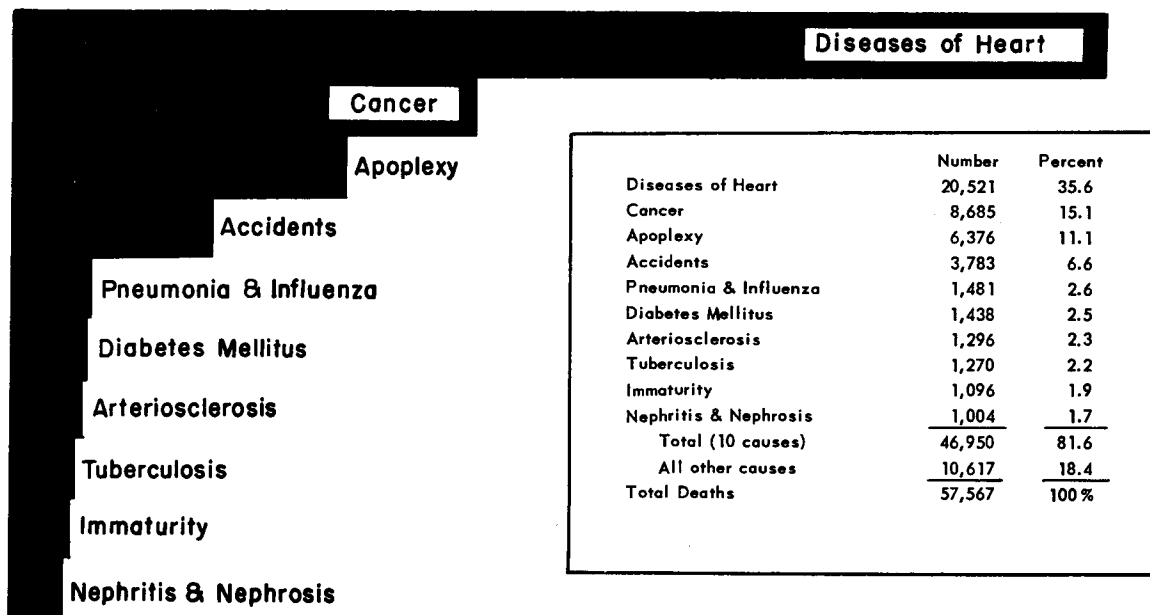 Diseases of Heart
Cancer
Apoplexy
Accidents
Pneumonia & Influenza
Diabetes Mellitus
Arteriosclerosis
Tuberculosis
Immaturity
Nephritis & Nephrosis
Number Percent
Diseases of Heart 20,521 35.6
Cancer 8,685 15.1
Apoplexy 6,376 11.1
Accidents 3,783 6.6
Pneumonia & Influenza 1,481 2.6
Diabetes Mellitus 1,438 2.5
Arteriosclerosis 1,296 2.3
Tuberculosis 1,270 2.2
Immaturity 1,096 1.9
Nephritis & Nephrosis 1,004 1.7
Total (10 causes) 46,950 81.6
All other causes 10,617 18.4
Total Deaths 57,567 100%